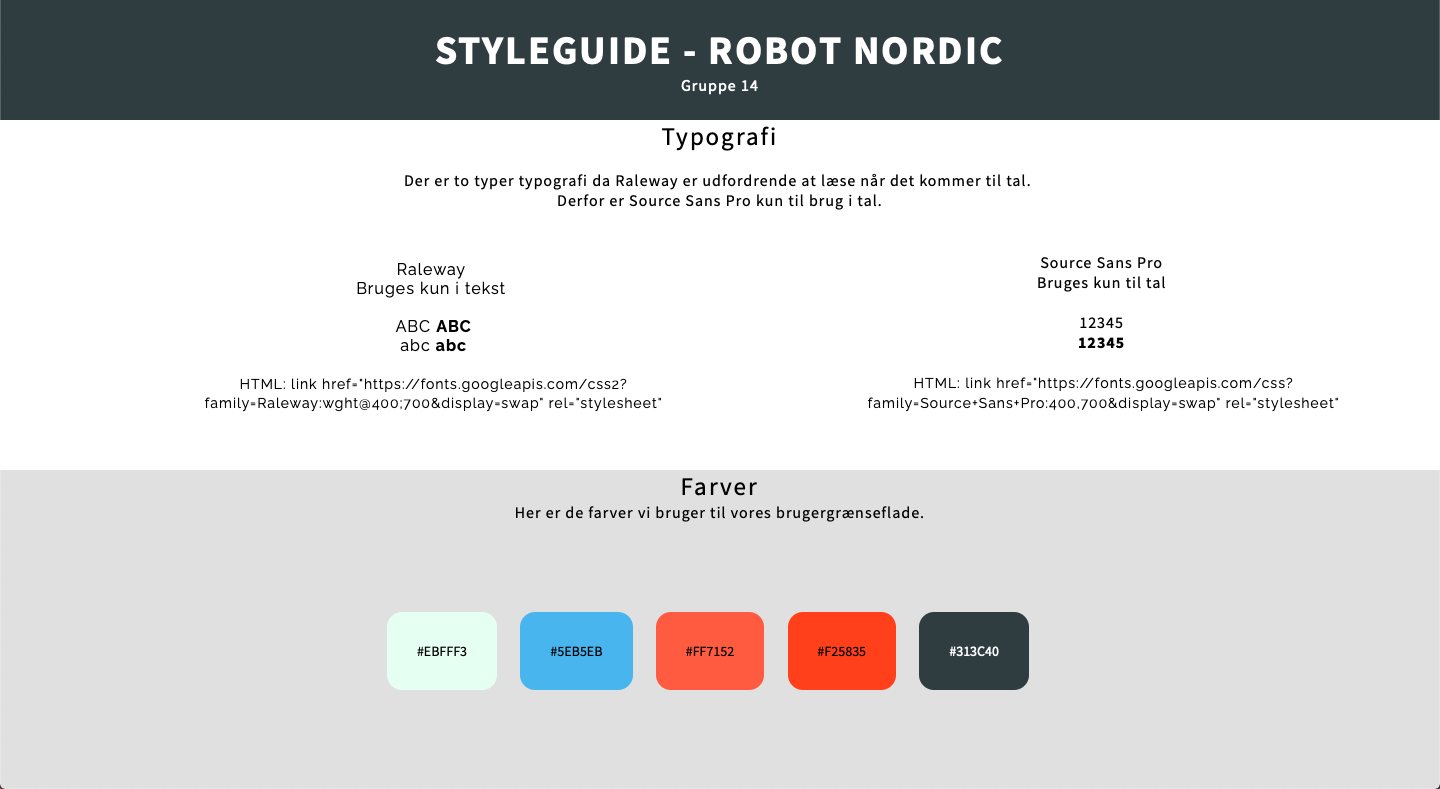 STYLEGUIDE - ROBOT NORDIC
Gruppe 14
Typografi
Der er to typer typografi da Raleway er udfordrende at læse når det kommer til tal.
Derfor er Source Sans Pro kun til brug i tal.
Raleway
Bruges kun i tekst
ABC ABC
abc abc
HTML: link href="https://fonts.googleapis.com/css2?
family=Raleway:wght@400;700&display=swap" rel="stylesheet"
Source Sans Pro
Bruges kun til tal
12345
12345
HTML: link href="https://fonts.googleapis.com/css?
family=Source+Sans+Pro:400,700&display=swap" rel="stylesheet"
Farver
Her er de farver vi bruger til vores brugergrænseflade.
#EBFFF3
#5EB5EB
#FF7152
#F25835
#313C40